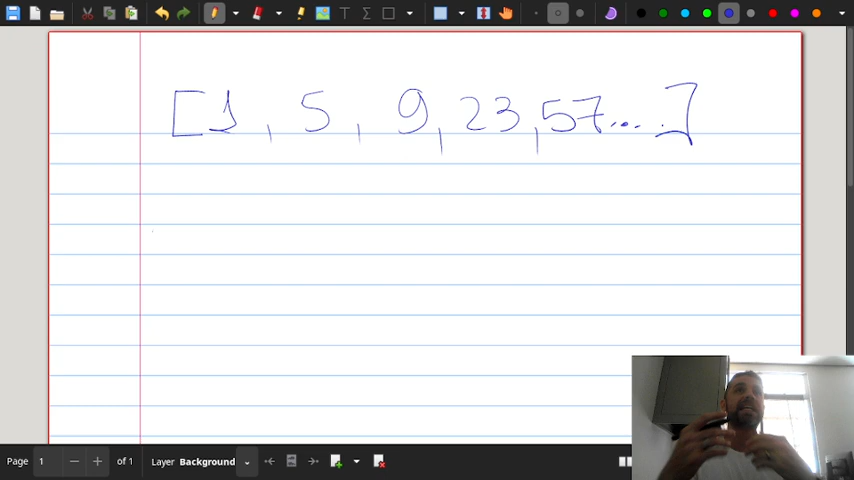 [1, 5, 9, 23, 57....]
Page 1 of 1 Layer Background